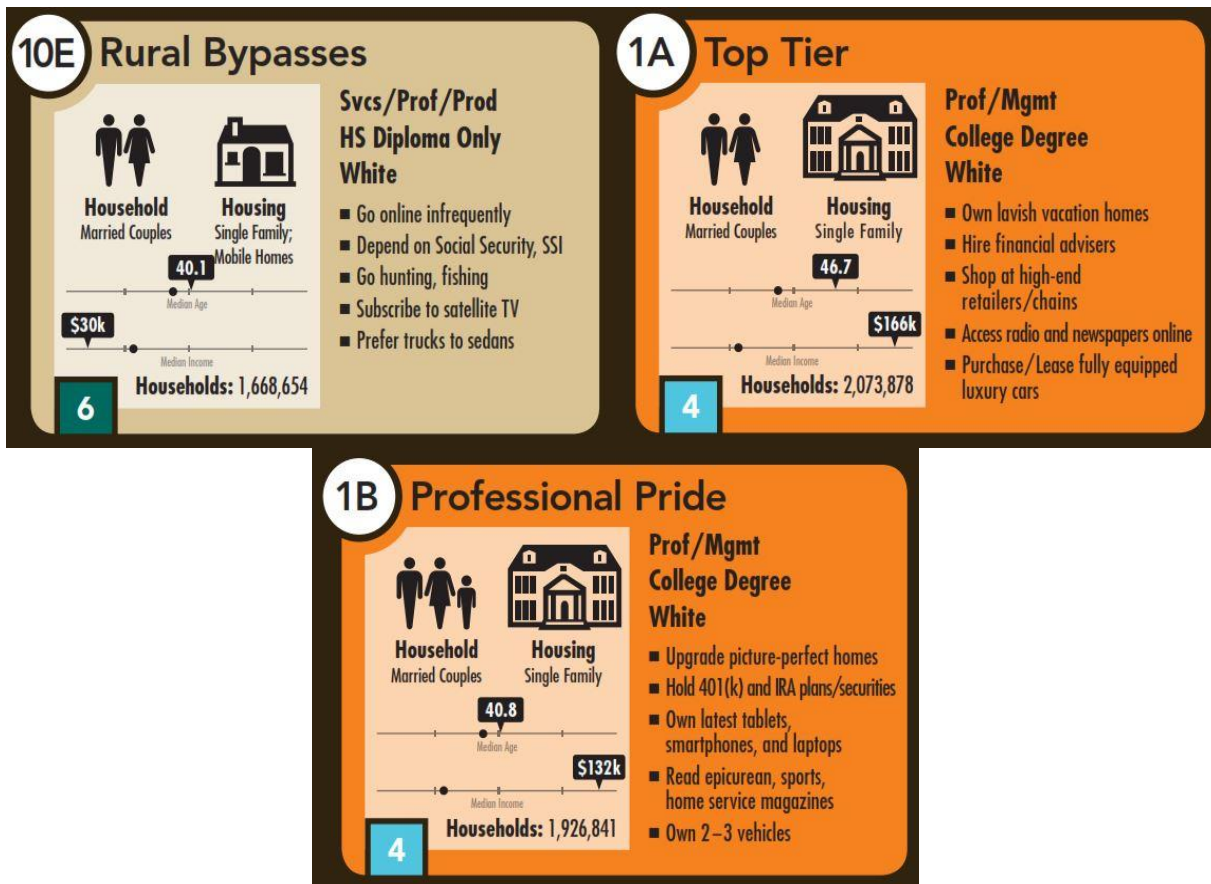 10E Rural Bypasses
Household
Married Couples
Housing
Single Family;
Mobile Homes
40.1
Median Age
$30k
Median Income
Households: 1,668,654
6
Svcs/Prof/Prod
HS Diploma Only
White
■ Go online infrequently
■ Depend on Social Security, SSI
■ Go hunting, fishing
■ Subscribe to satellite TV
■ Prefer trucks to sedans
1A Top Tier
Household
Married Couples
Housing
Single Family
46.7
Median Age
$166k
Median Income
Households: 2,073,878
4
Prof/Mgmt
College Degree
White
■ Own lavish vacation homes
■ Hire financial advisers
■ Shop at high-end
retailers/chains
■ Access radio and newspapers online
■ Purchase/Lease fully equipped
luxury cars
1B Professional Pride
Household
Married Couples
Housing
Single Family
40.8
Median Age
$132k
Median Income
Households: 1,926,841
4
Prof/Mgmt
College Degree
White
■ Upgrade picture-perfect homes
■ Hold 401(k) and IRA plans/securities
■ Own latest tablets,
smartphones, and laptops
■ Read epicurean, sports,
home service magazines
■ Own 2–3 vehicles